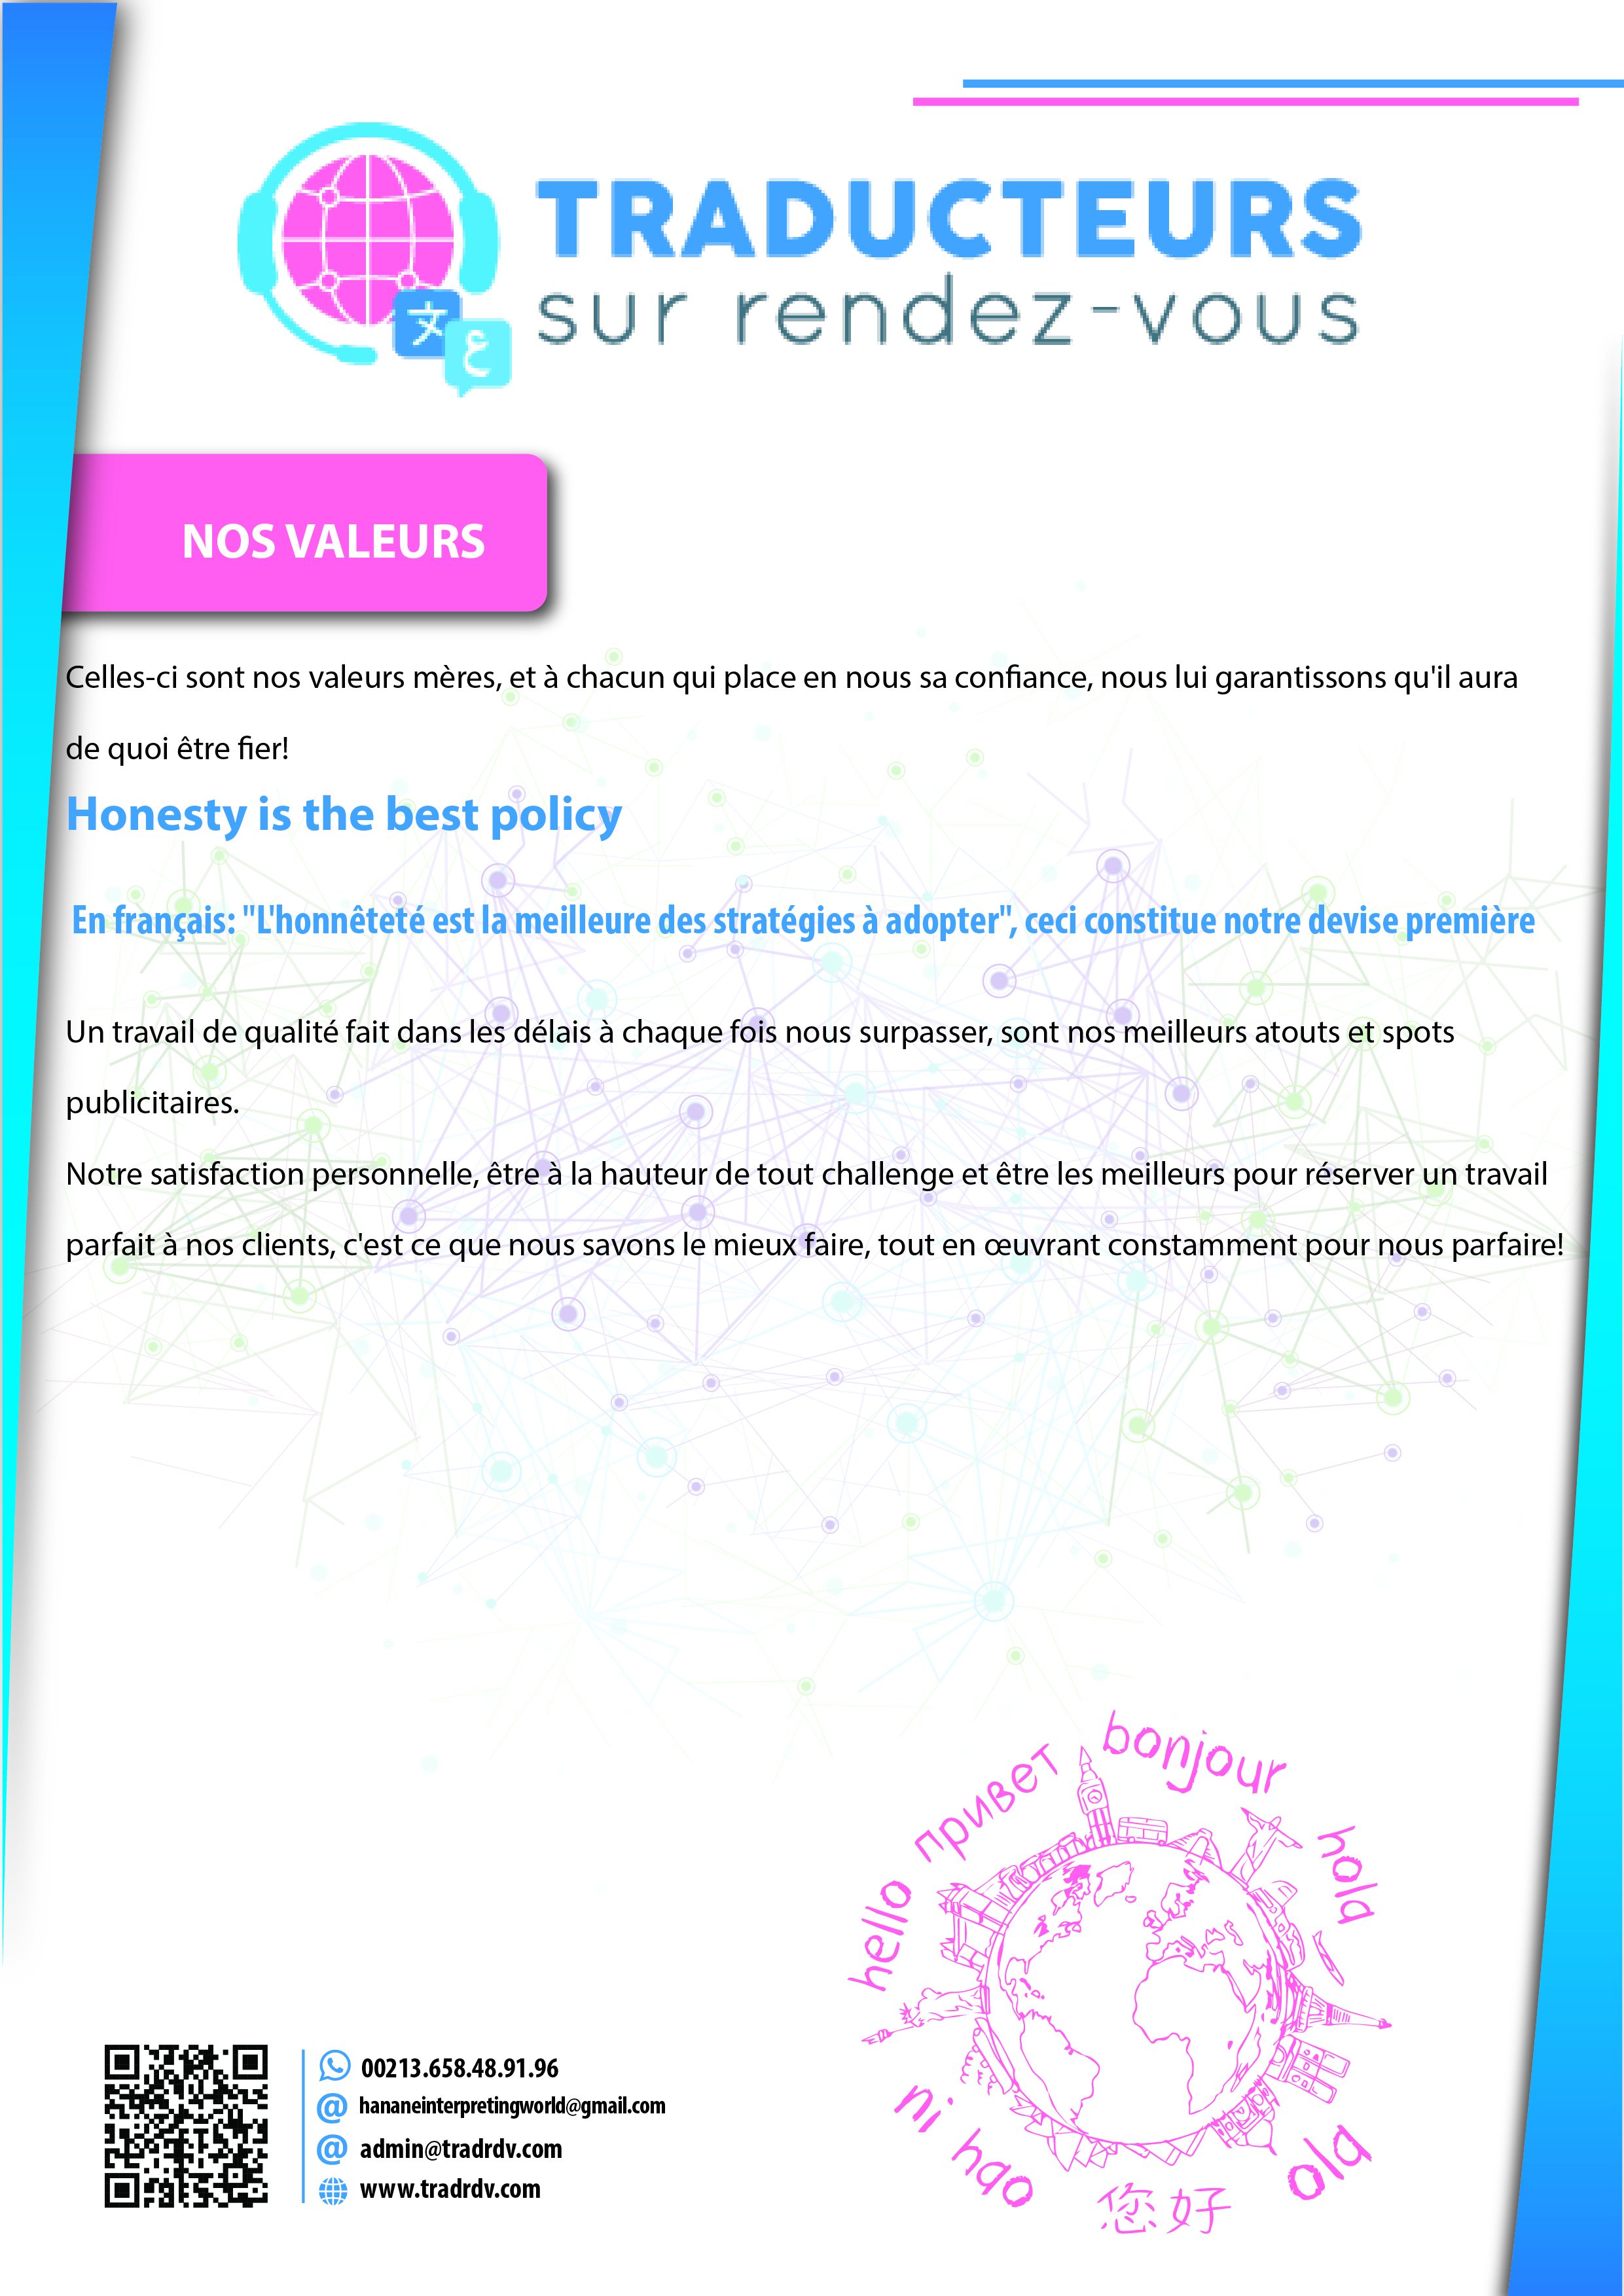 TRADUCTEURS
sur rendez-vous
文
ع
NOS VALEURS
Celles-ci sont nos valeurs mères, et à chacun qui place en nous sa confiance, nous lui garantissons qu'il aura
de quoi être fier!
Honesty is the best policy
En français: "L'honnêteté est la meilleure des stratégies à adopter", ceci constitue notre devise première
Un travail de qualité fait dans les délais à chaque fois nous surpasser, sont nos meilleurs atouts et spots
publicitaires.
Notre satisfaction personnelle, être à la hauteur de tout challenge et être les meilleurs pour réserver un travail
parfait à nos clients, c'est ce que nous savons le mieux faire, tout en œuvrant constamment pour nous parfaire!
bonjour
привет
hola
hello
ni hao
ola
您好
00213.658.48.91.96
@ hananeinterpretingworld@gmail.com
@ admin@tradrdv.com
www.tradrdv.com